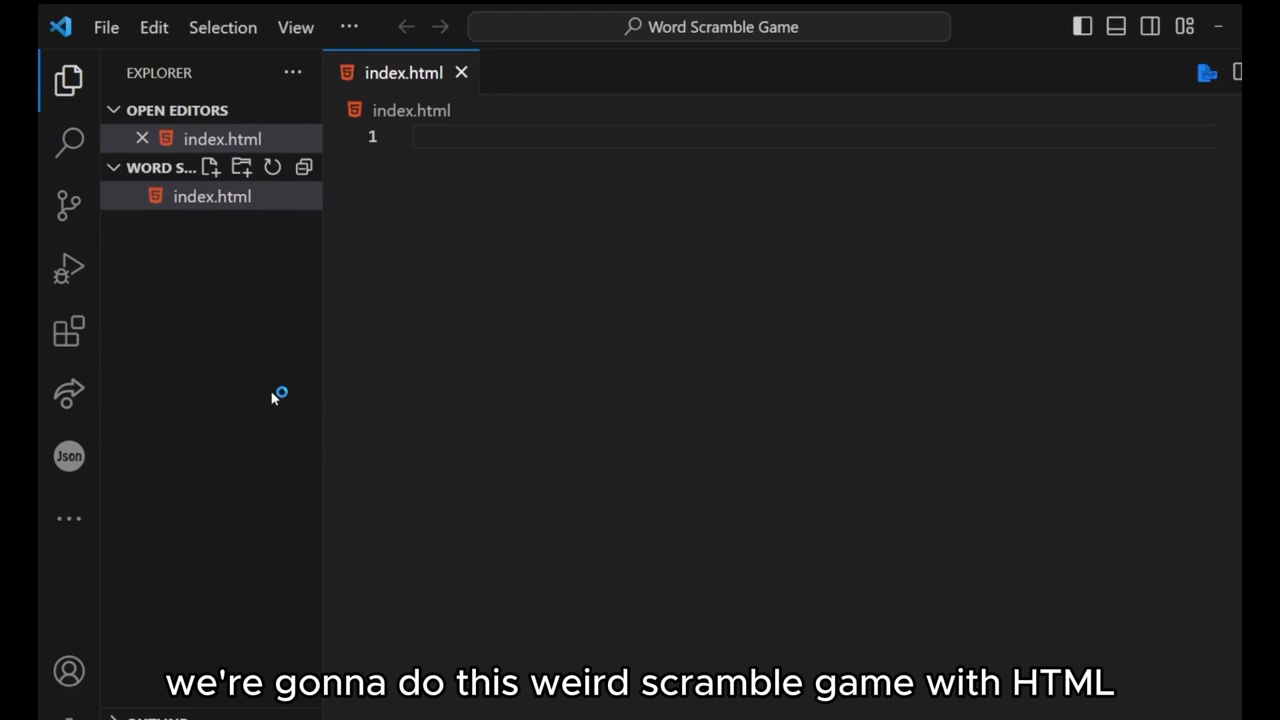 File Edit Selection View ··· Word Scramble Game
EXPLORER ···
index.html
OPEN EDITORS
index.html
index.html
1
WORD S...
index.html
Json
we're gonna do this weird scramble game with HTML
OUTLINE